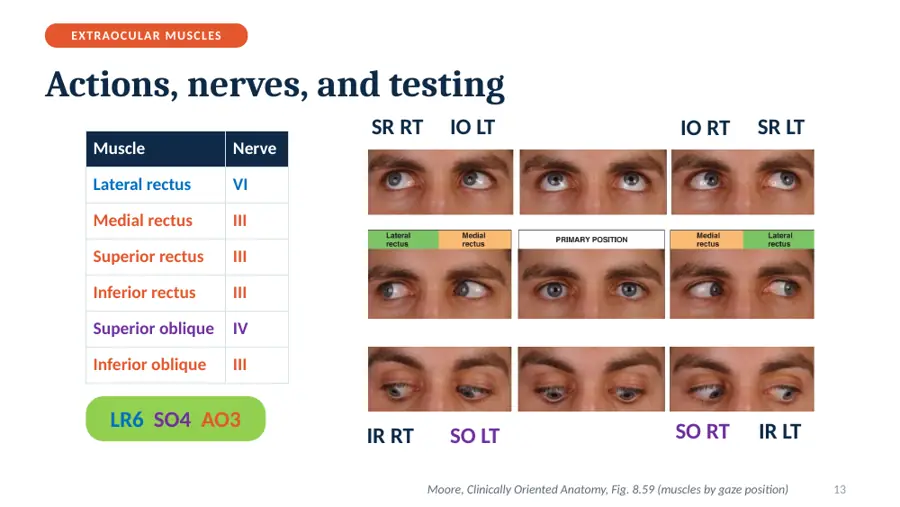 EXTRAOCULAR MUSCLES
Actions, nerves, and testing
Muscle Nerve
Lateral rectus VI
Medial rectus III
Superior rectus III
Inferior rectus III
Superior oblique IV
Inferior oblique III
LR6 SO4 AO3
SR RT IO LT IO RT SR LT
Lateral rectus Medial rectus PRIMARY POSITION Medial rectus Lateral rectus
IR RT SO LT SO RT IR LT
Moore, Clinically Oriented Anatomy, Fig. 8.59 (muscles by gaze position)
13